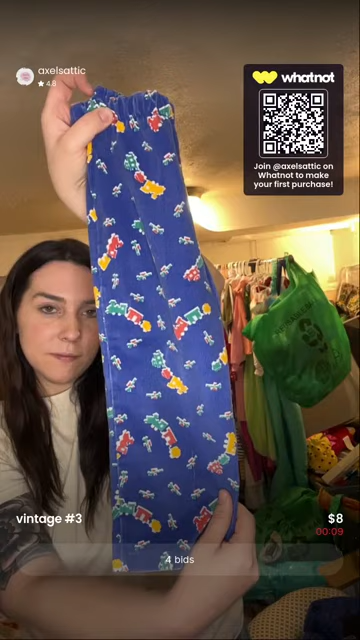 axelsattic
★ 4.8
whatnot
Join @axelsattic on
Whatnot to make
your first purchase!
vintage #3
$8
00:09
4 bids